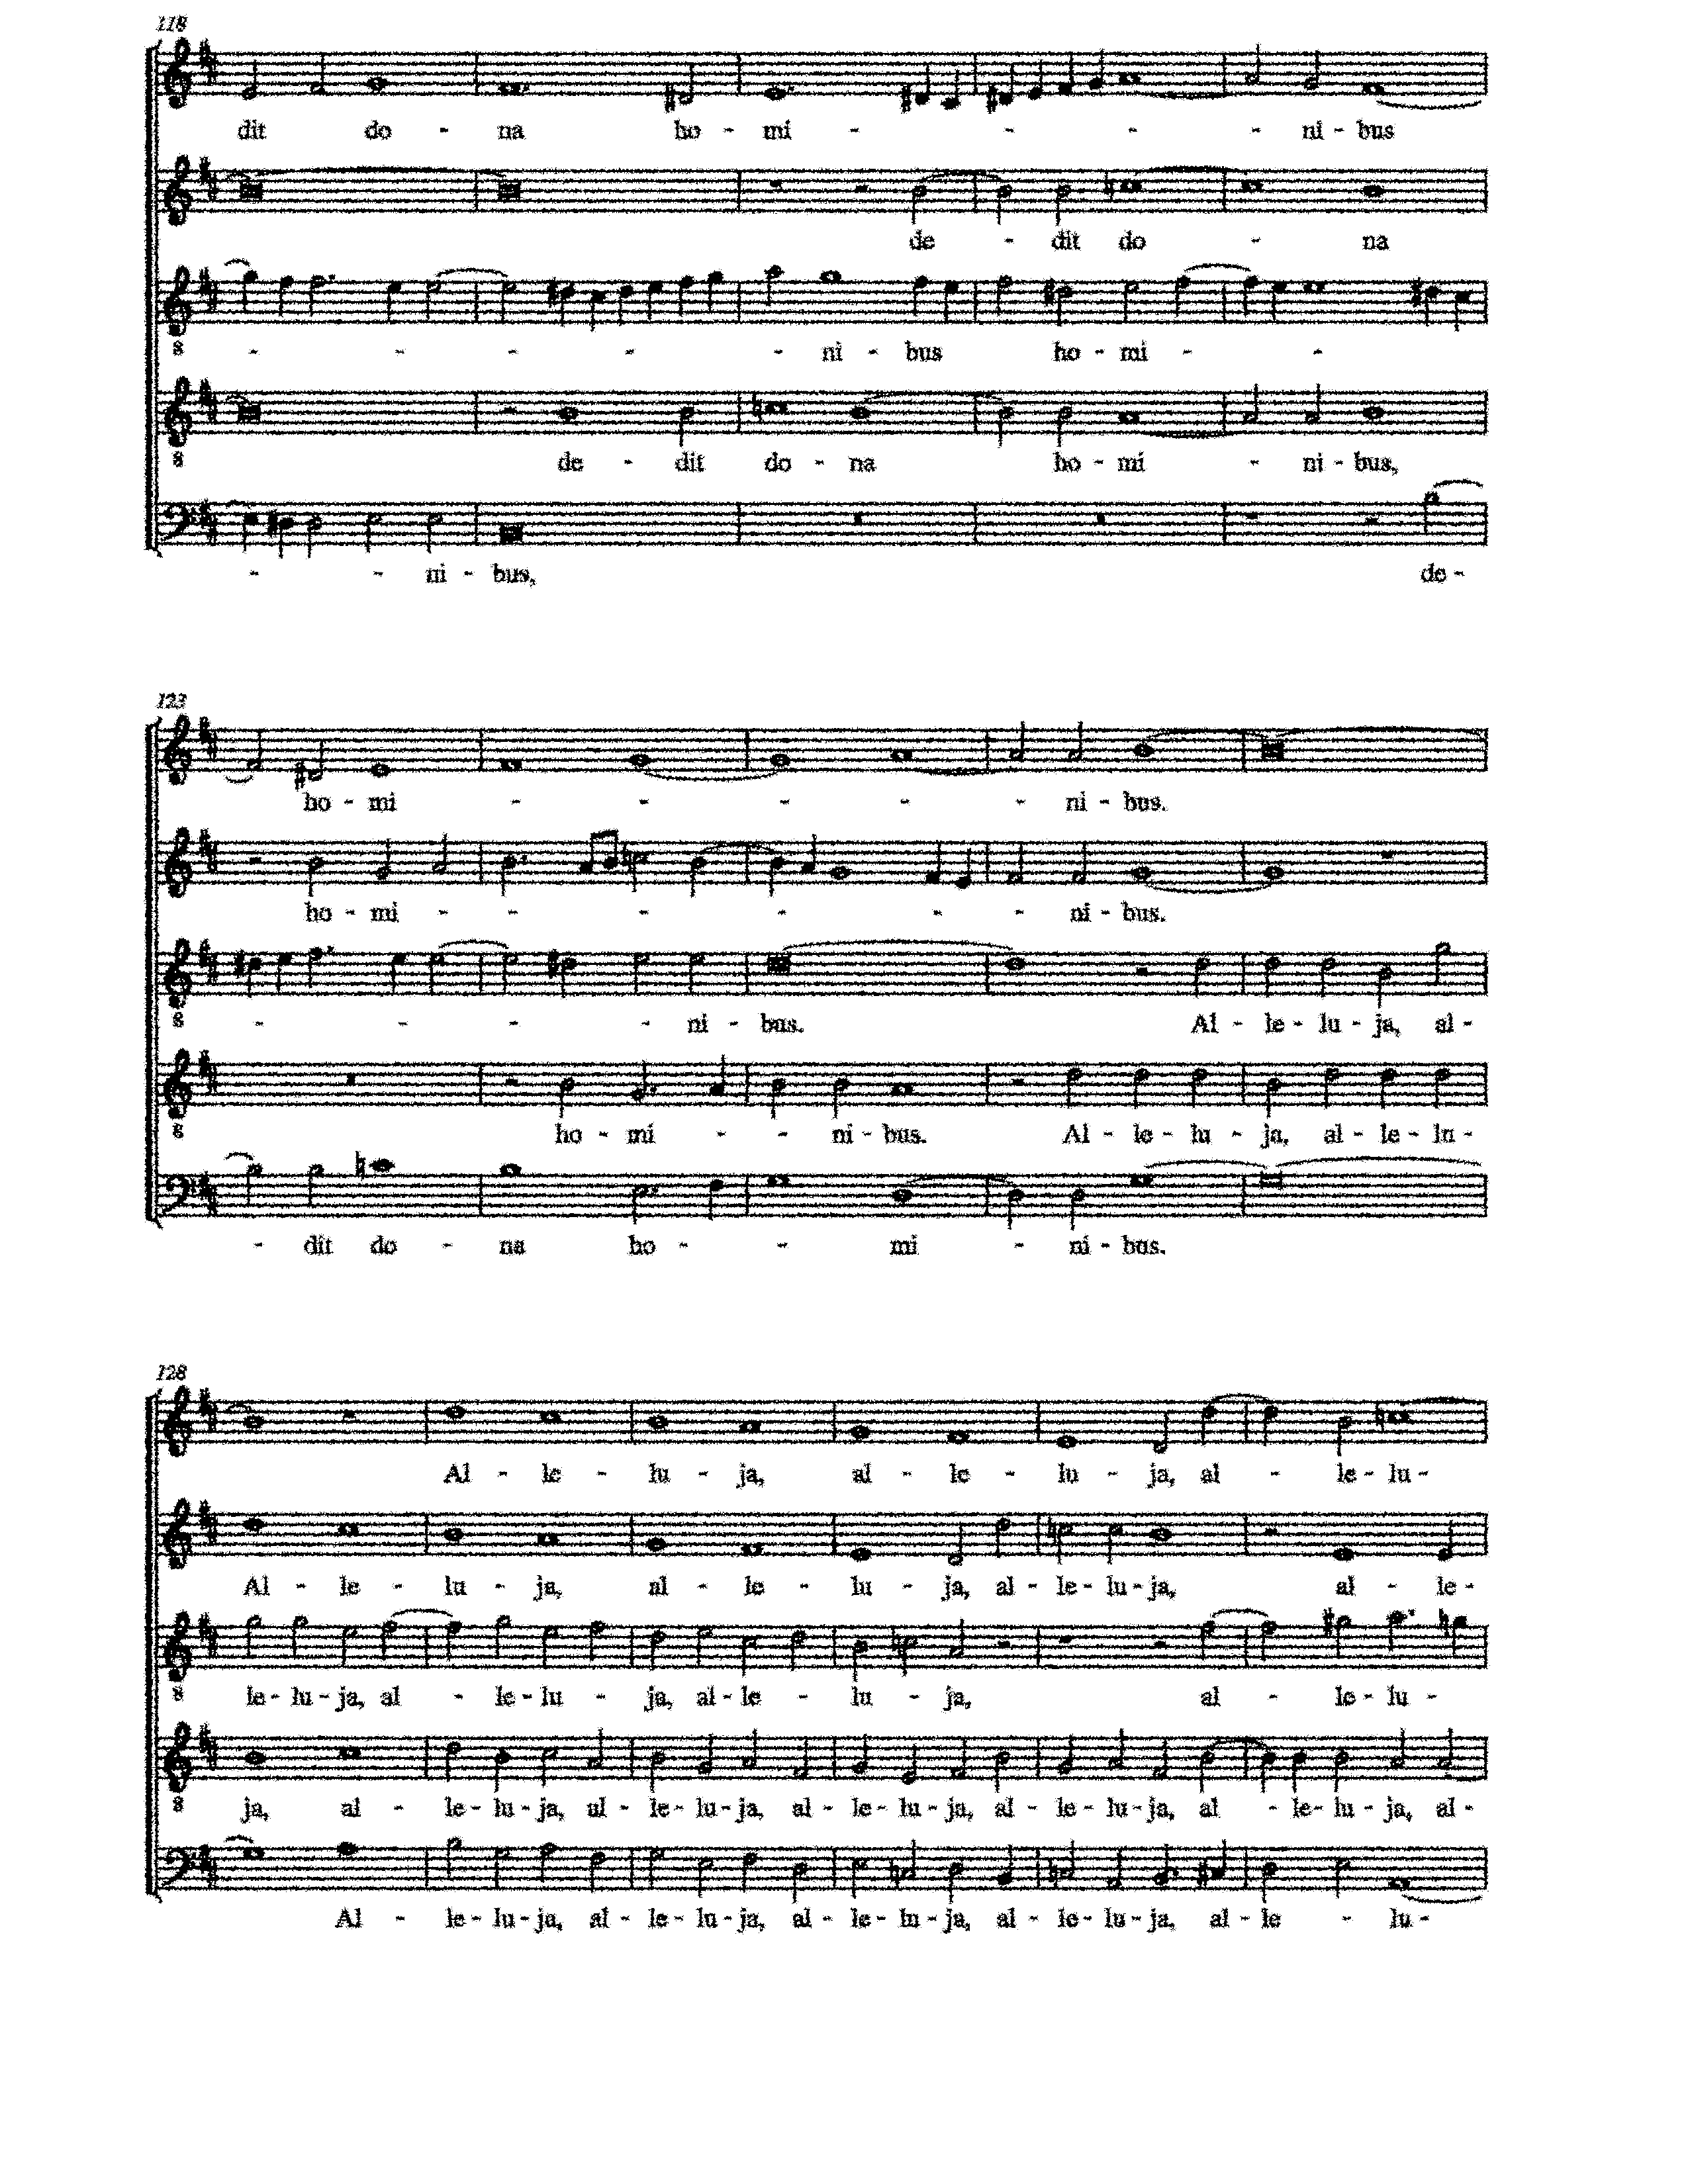 118
dit do - na ho - mi - - - - ni - bus
de - dit do - na
8 - - - - - ni - bus ho - mi - -
8 de - dit do - na ho - mi - ni - bus,
- - ni - bus, de -
123
ho - mi - - - - - ni - bus.
ho - mi - - - - - - ni - bus.
8 - - - - ni - bus. Al - le - lu - ja, al -
8 ho - mi - - ni - bus. Al - le - lu - ja, al - le - lu -
- dit do - na ho - - mi - ni - bus.
128
Al - le - lu - ja, al - le - lu - ja, al - le - lu -
Al - le - lu - ja, al - le - lu - ja, al - le - lu - ja, al - le -
8 le - lu - ja, al - le - lu - ja, al - le - lu - ja, al - le - lu -
8 ja, al - le - lu - ja, al - le - lu - ja, al - le - lu - ja, al - le - lu - ja, al - le - lu - ja, al -
Al - le - lu - ja, al - le - lu - ja, al - le - lu - ja, al - le - lu - ja, al - le - lu -